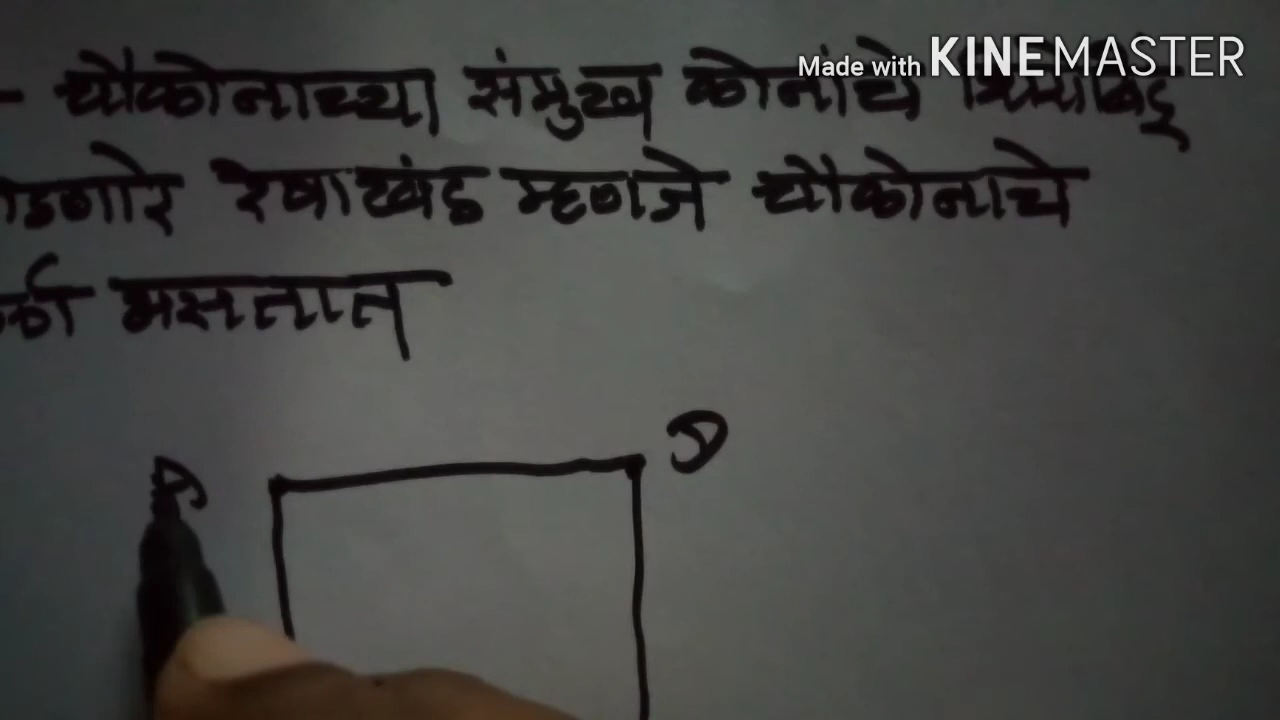 Made with KINEMASTER
- चौकोनाच्या संमुख कोनांचे शिरोबिंदू
डणारे रेषाखंड म्हणजे चौकोनाचे
र्ण असतात
D